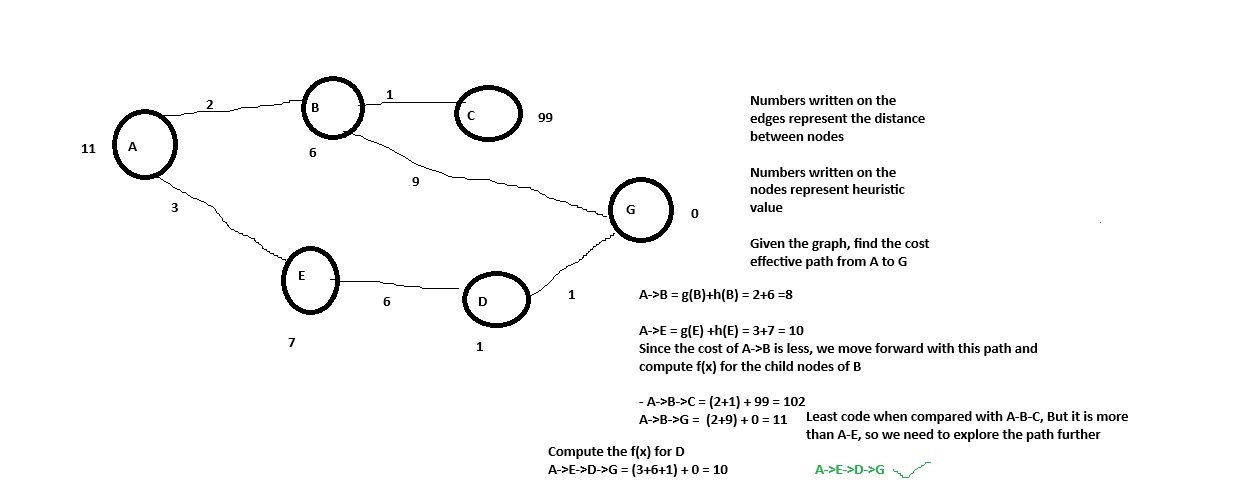 2
B
1
C
99
A
11
6
9
3
G
0
E
6
D
1
7
1
Numbers written on the
edges represent the distance
between nodes
Numbers written on the
nodes represent heuristic
value
Given the graph, find the cost
effective path from A to G
A->B = g(B)+h(B) = 2+6 =8
A->E = g(E) +h(E) = 3+7 = 10
Since the cost of A->B is less, we move forward with this path and
compute f(x) for the child nodes of B
- A->B->C = (2+1) + 99 = 102
A->B->G = (2+9) + 0 = 11
Least code when compared with A-B-C, But it is more
than A-E, so we need to explore the path further
Compute the f(x) for D
A->E->D->G = (3+6+1) + 0 = 10
A->E->D->G